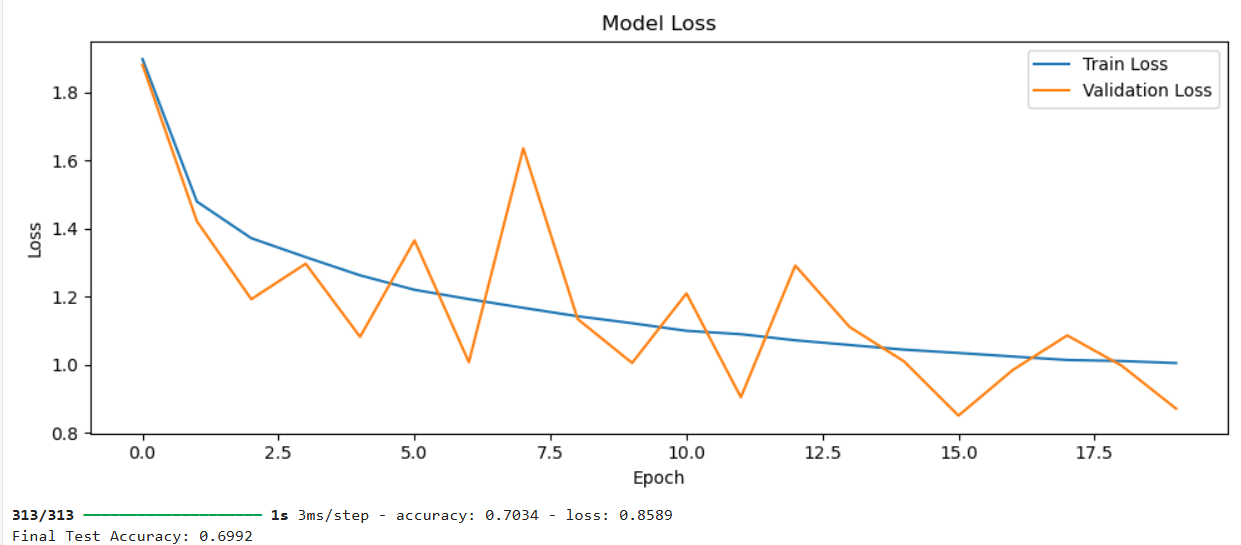 Model Loss
Train Loss
Validation Loss
1.8
1.6
1.4
1.2
1.0
0.8
Loss
0.0 2.5 5.0 7.5 10.0 12.5 15.0 17.5
Epoch
313/313 ━━━━━━━━━━━━━━━━━━━━ 1s 3ms/step - accuracy: 0.7034 - loss: 0.8589
Final Test Accuracy: 0.6992